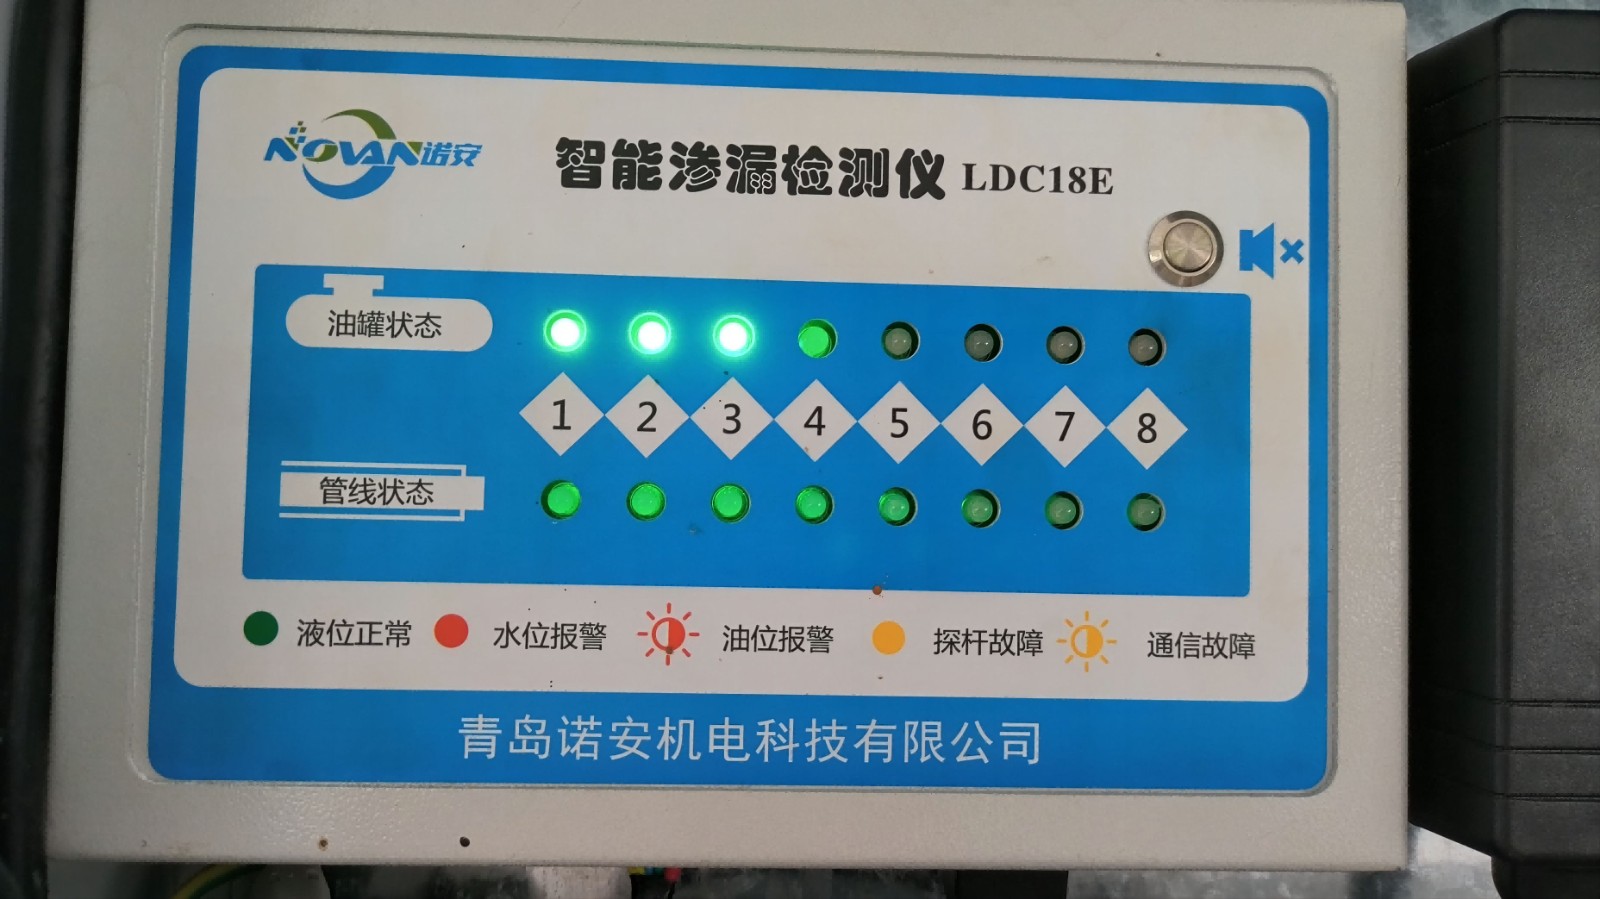 NOVAN诺安
智能渗漏检测仪 LDC18E
油罐状态
1 2 3 4 5 6 7 8
管线状态
液位正常 水位报警 油位报警 探杆故障 通信故障
青岛诺安机电科技有限公司